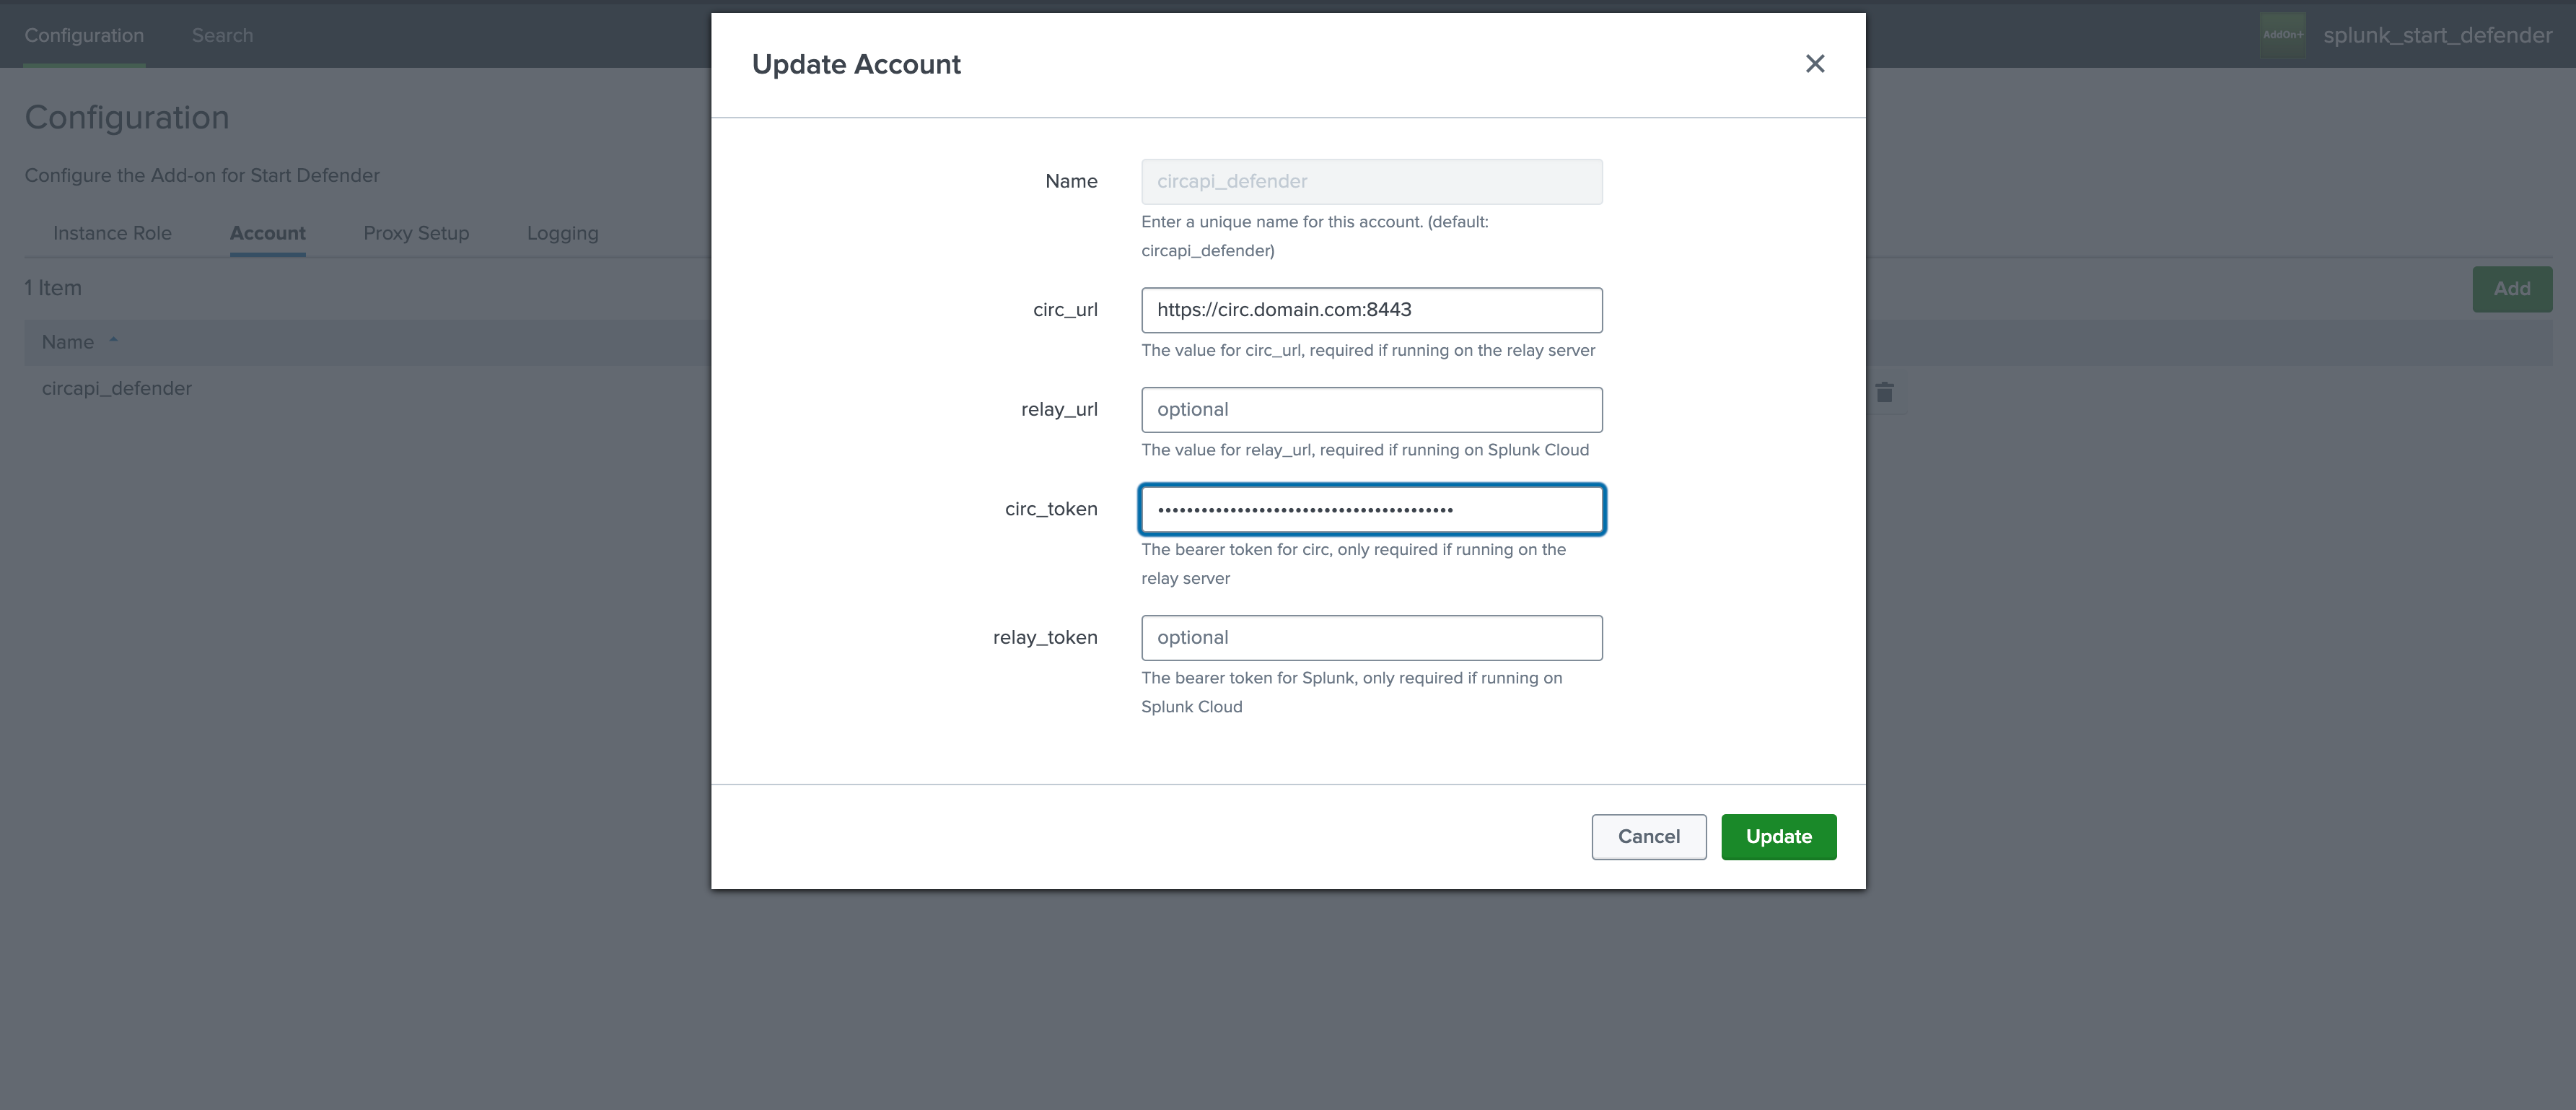 Configuration
Search
AddOn+
splunk_start_defender
Configuration
Configure the Add-on for Start Defender
Instance Role
Account
Proxy Setup
Logging
1 Item
Add
Name
circapi_defender
Update Account
Name
circapi_defender
Enter a unique name for this account. (default:
circapi_defender)
circ_url
https://circ.domain.com:8443
The value for circ_url, required if running on the relay server
relay_url
optional
The value for relay_url, required if running on Splunk Cloud
circ_token
The bearer token for circ, only required if running on the
relay server
relay_token
optional
The bearer token for Splunk, only required if running on
Splunk Cloud
Cancel
Update